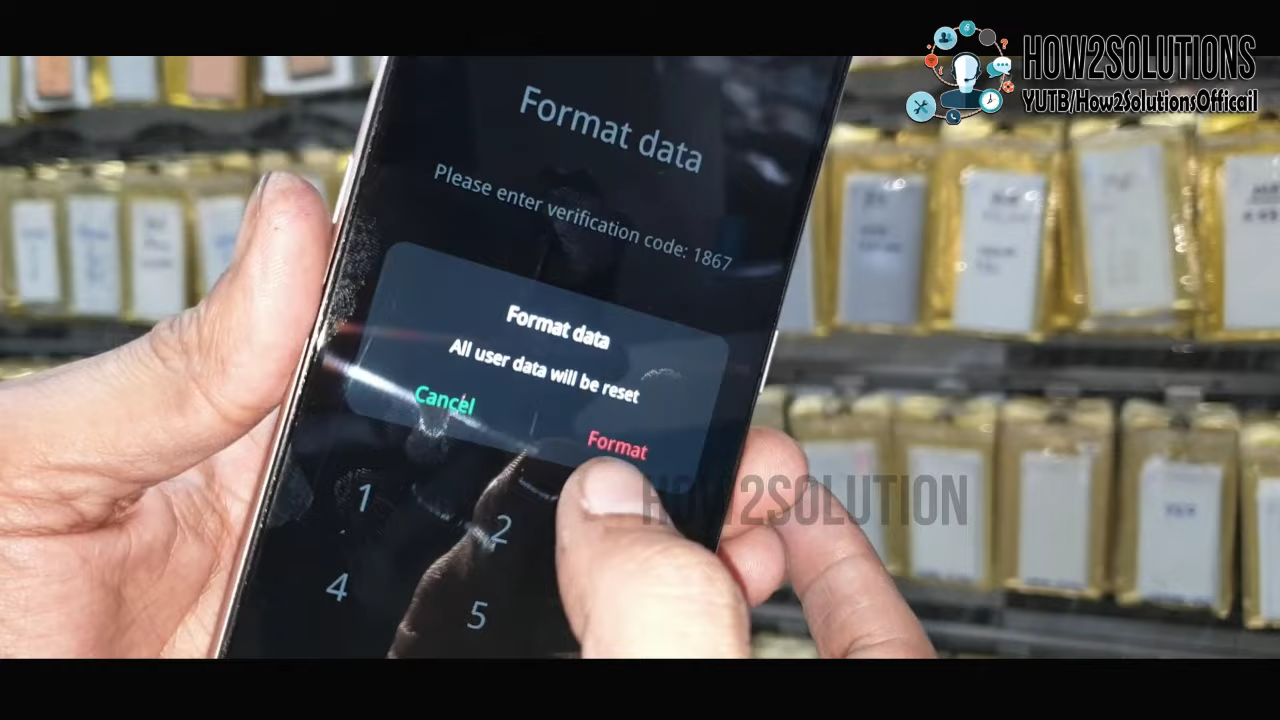 HOW2SOLUTIONS
YUTB/How2SolutionsOfficail
Format data
Please enter verification code: 1867
Format data
All user data will be reset
Cancel
Format
HOW2SOLUTION
1
2
4
5